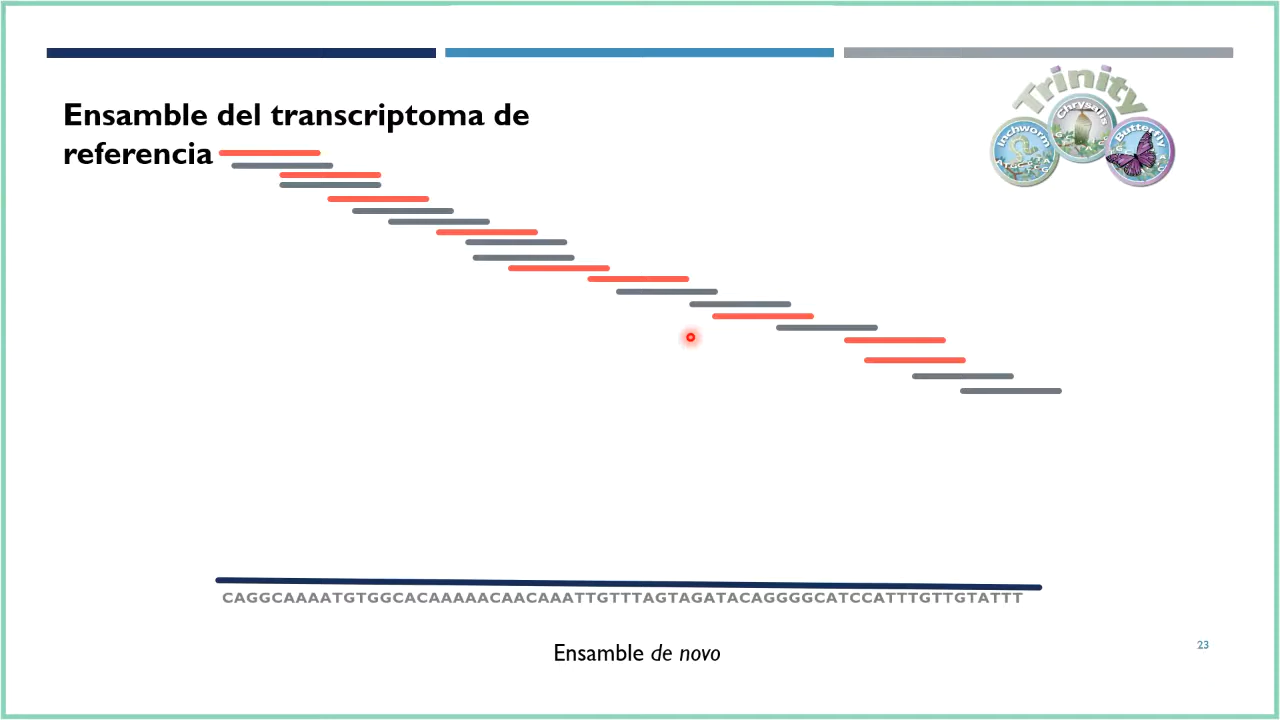 Ensamble del transcriptoma de
referencia
Trinity
Inchworm
Chrysalis
Butterfly
CAGGCAAAATGTGGCACAAAAACAACAAATTGTTTAGTAGATACAGGGGCATCCATTTGTTGTATTT
Ensamble de novo
23